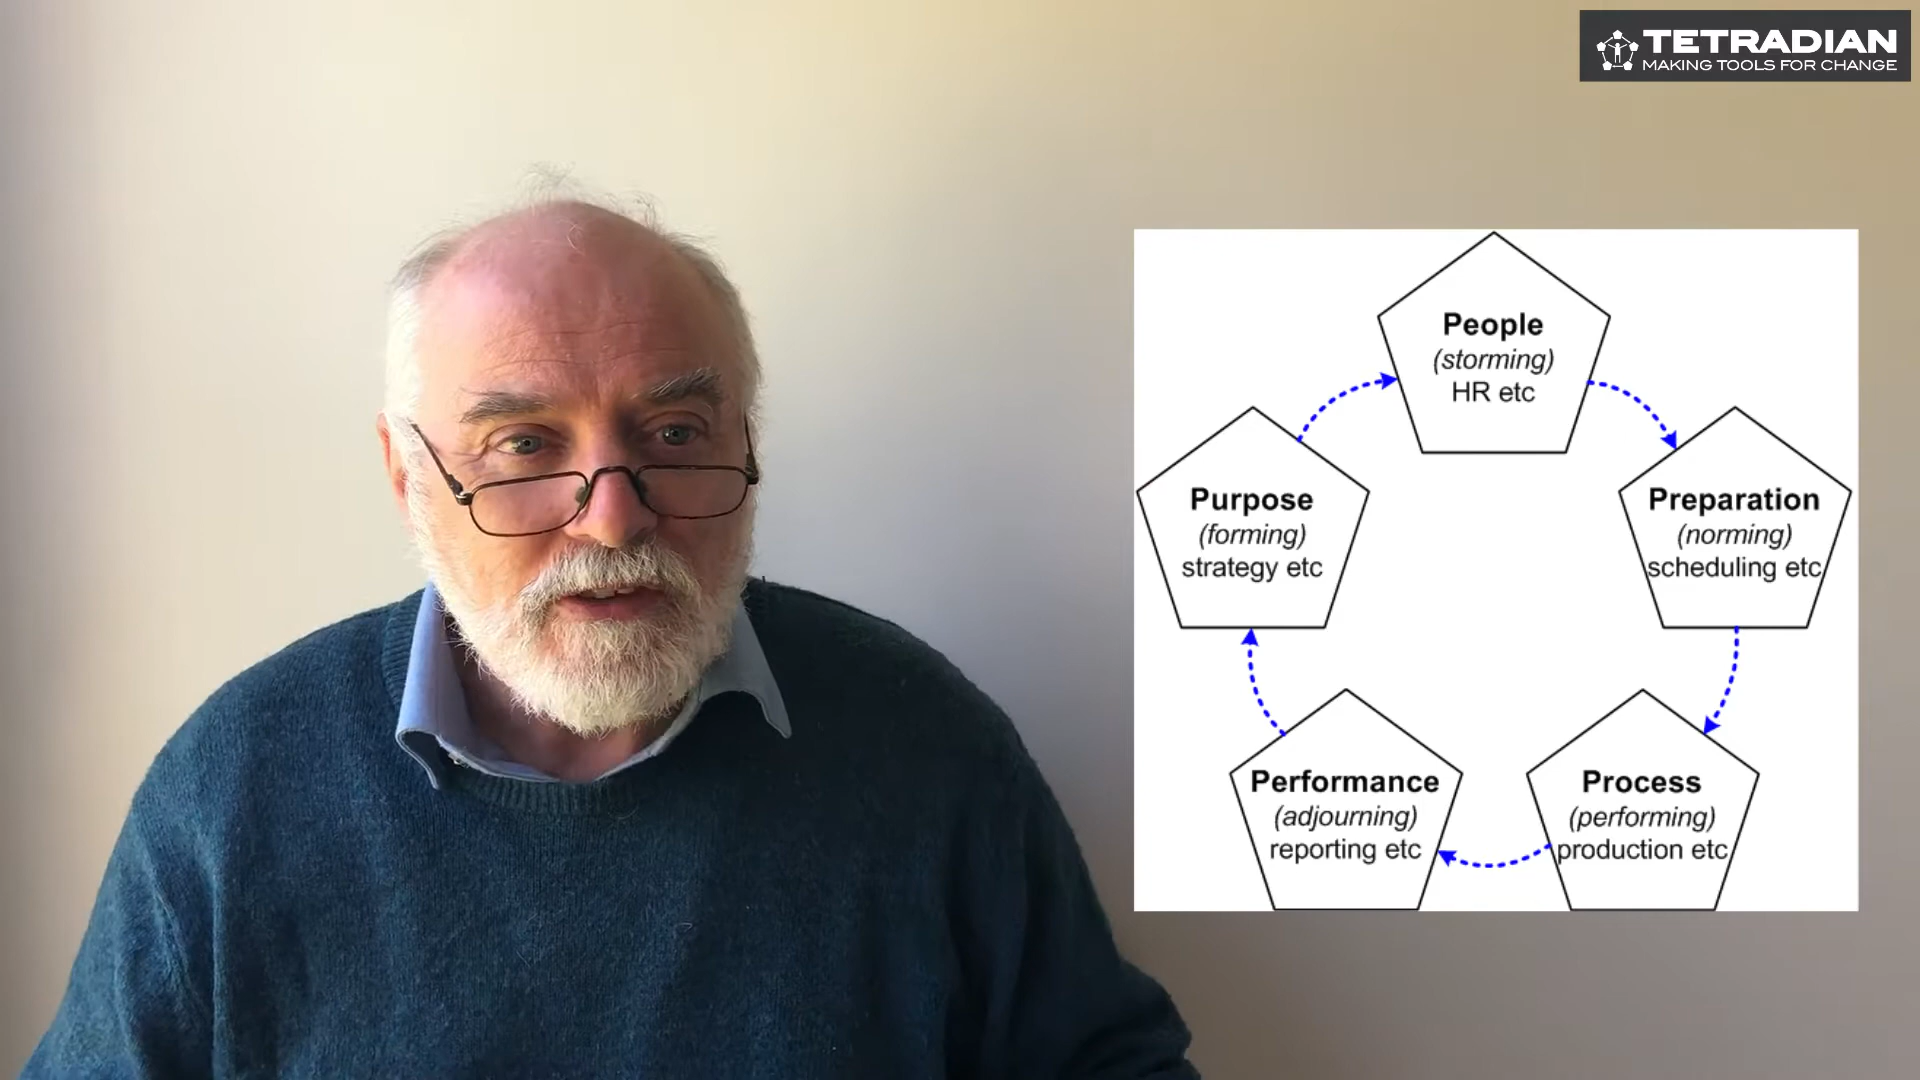 TETRADIAN
MAKING TOOLS FOR CHANGE
People
(storming)
HR etc
Purpose
(forming)
strategy etc
Preparation
(norming)
scheduling etc
Performance
(adjourning)
reporting etc
Process
(performing)
production etc